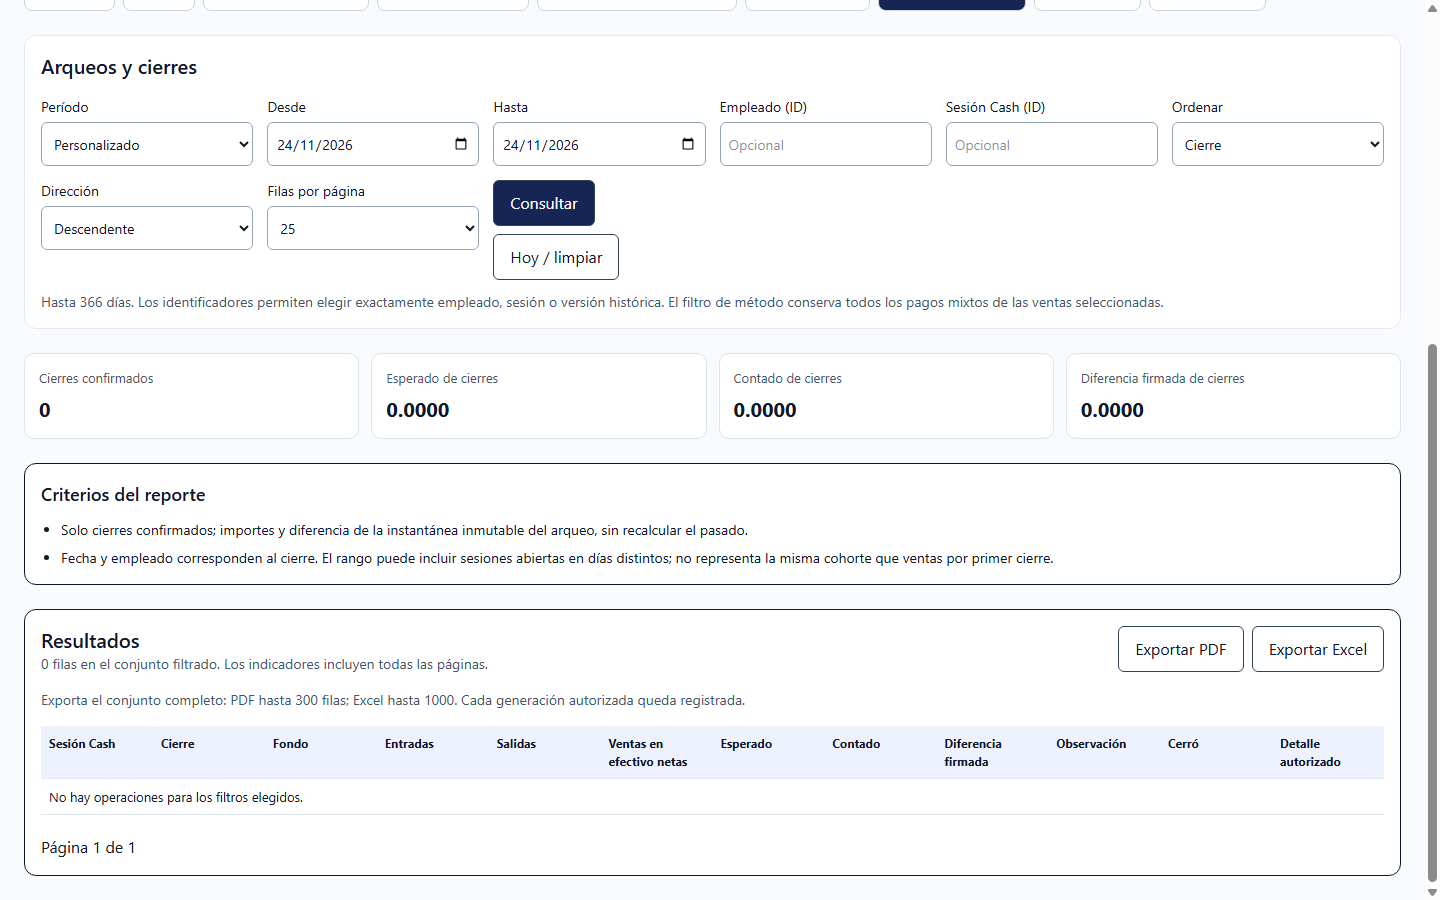 Arqueos y cierres
Período
Desde
Hasta
Empleado (ID)
Sesión Cash (ID)
Ordenar
Personalizado
24/11/2026
24/11/2026
Opcional
Opcional
Cierre
Dirección
Filas por página
Descendente
25
Consultar
Hoy / limpiar
Hasta 366 días. Los identificadores permiten elegir exactamente empleado, sesión o versión histórica. El filtro de método conserva todos los pagos mixtos de las ventas seleccionadas.
Cierres confirmados
0
Esperado de cierres
0.0000
Contado de cierres
0.0000
Diferencia firmada de cierres
0.0000
Criterios del reporte
Solo cierres confirmados; importes y diferencia de la instantánea inmutable del arqueo, sin recalcular el pasado.
Fecha y empleado corresponden al cierre. El rango puede incluir sesiones abiertas en días distintos; no representa la misma cohorte que ventas por primer cierre.
Resultados
0 filas en el conjunto filtrado. Los indicadores incluyen todas las páginas.
Exportar PDF
Exportar Excel
Exporta el conjunto completo: PDF hasta 300 filas; Excel hasta 1000. Cada generación autorizada queda registrada.
Sesión Cash
Cierre
Fondo
Entradas
Salidas
Ventas en
efectivo netas
Esperado
Contado
Diferencia
firmada
Observación
Cerró
Detalle
autorizado
No hay operaciones para los filtros elegidos.
Página 1 de 1